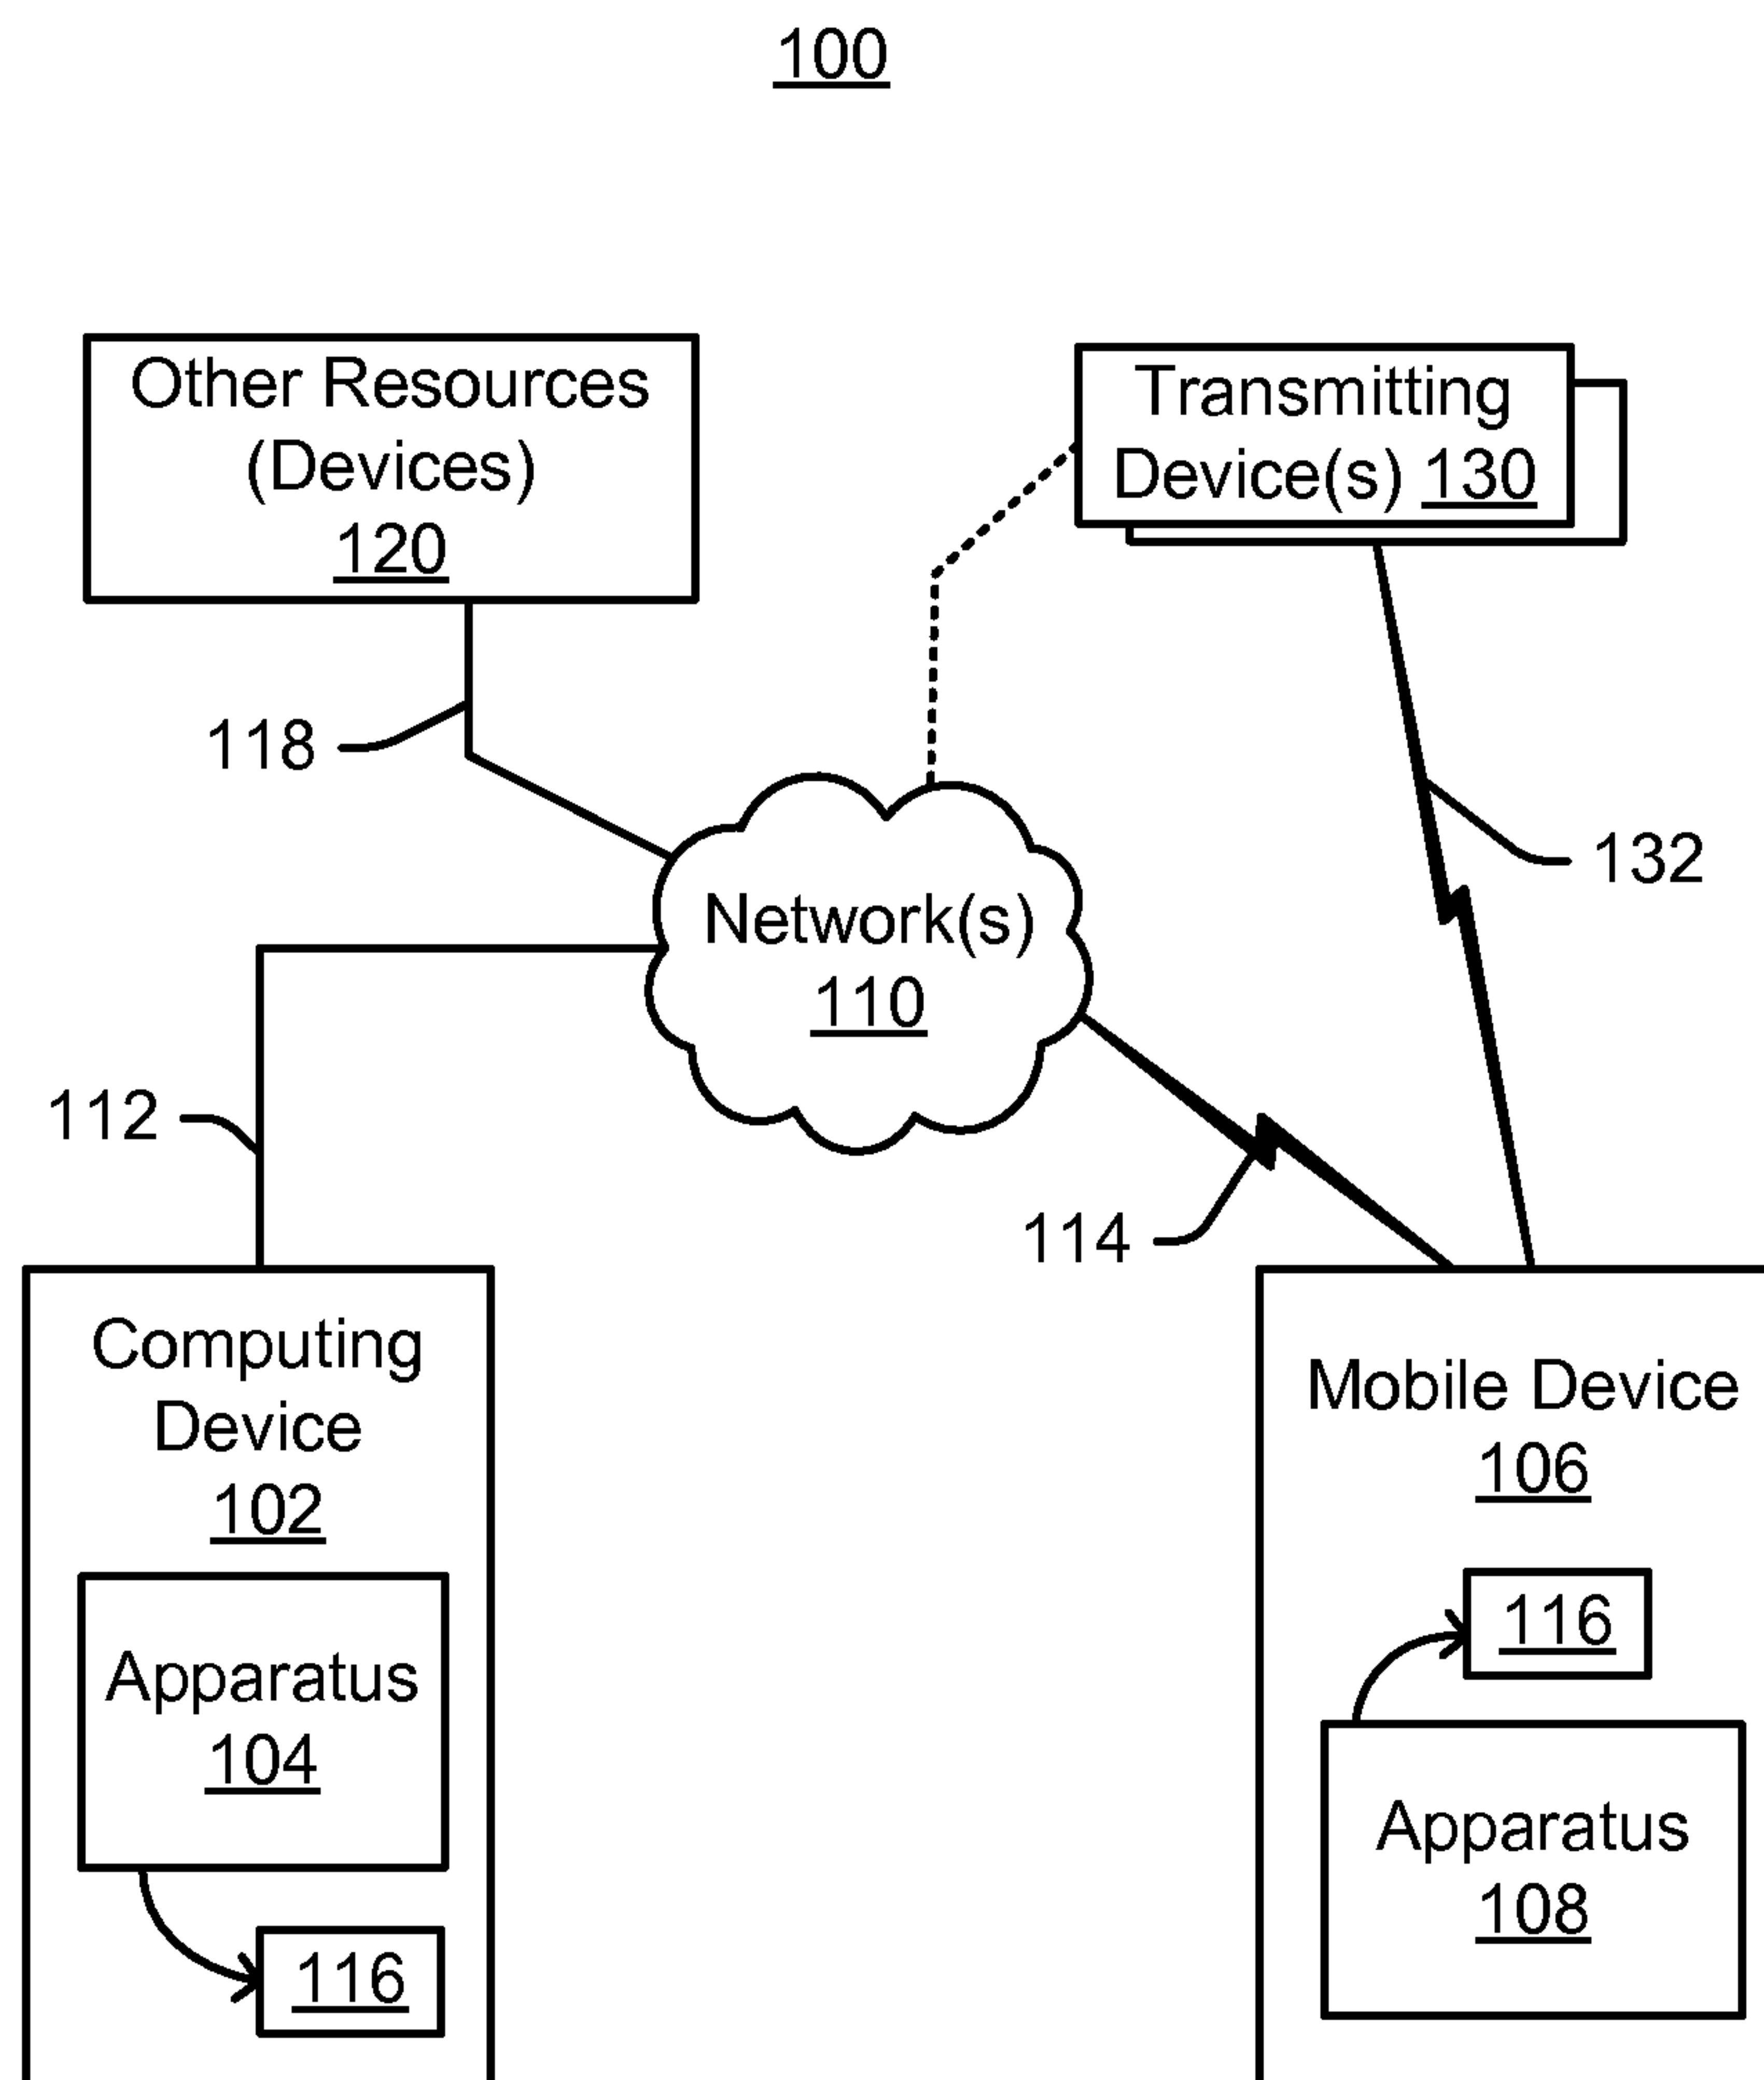 100
Other Resources
(Devices)
120
Transmitting
Device(s) 130
118
132
Network(s)
110
112
114
Computing
Device
102
Apparatus
104
116
Mobile Device
106
116
Apparatus
108